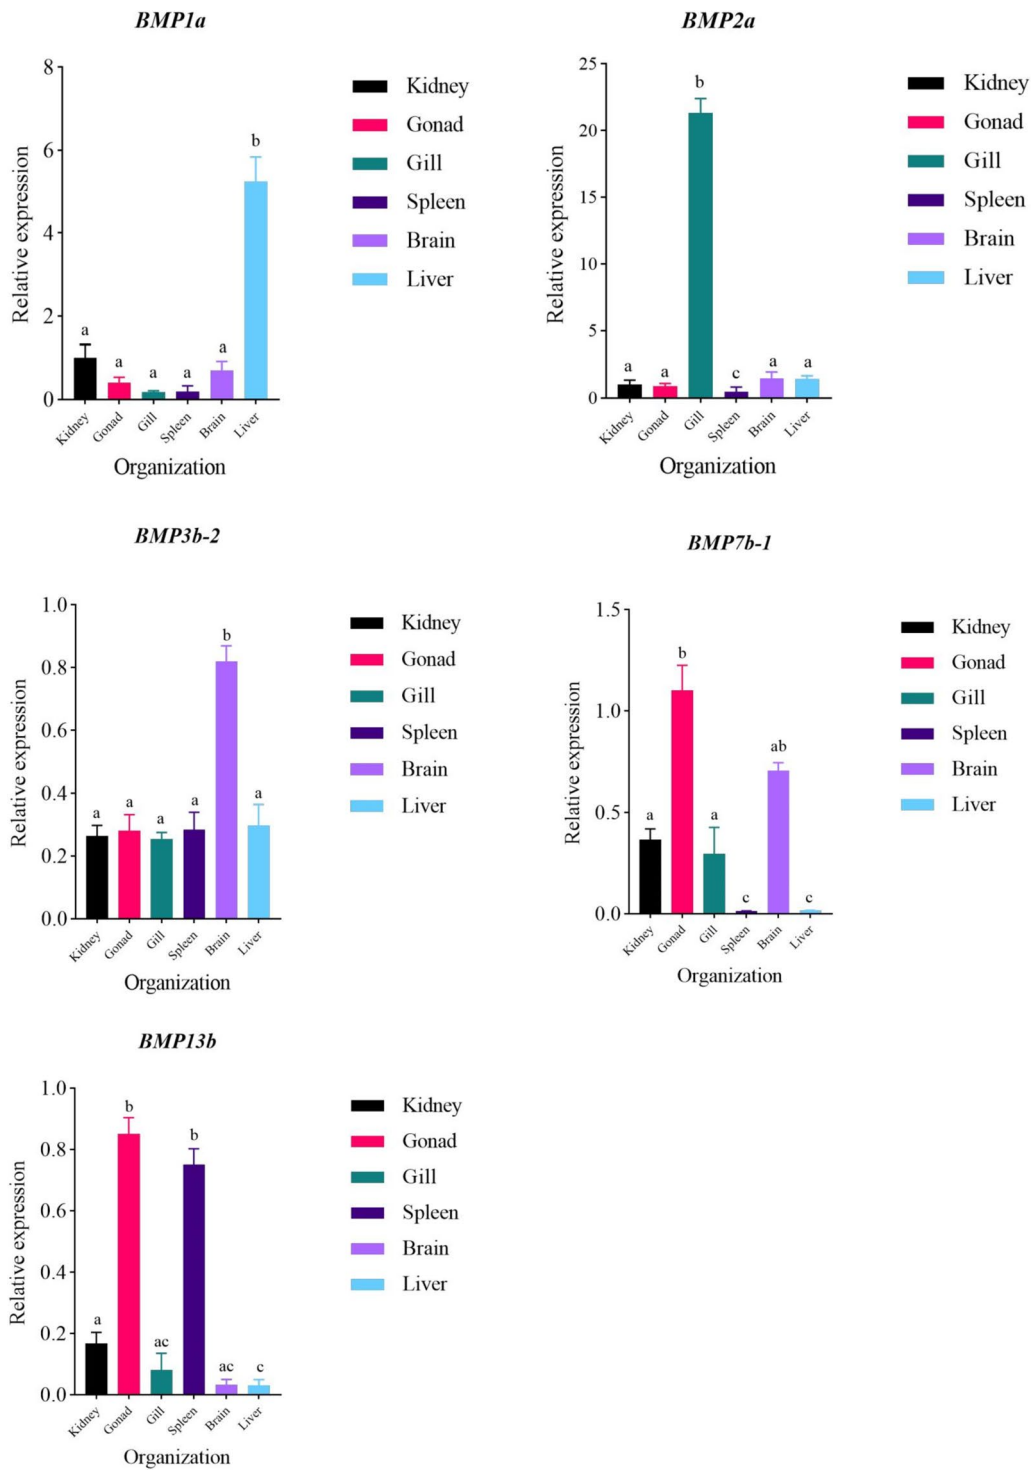 BMP1a
8
6
4
2
0
Relative expression
b
a
a
a
a
a
Kidney
Gonad
Gill
Spleen
Brain
Liver
Organization
Kidney
Gonad
Gill
Spleen
Brain
Liver
BMP2a
25
20
15
10
5
0
Relative expression
b
a
a
c
a
a
Kidney
Gonad
Gill
Spleen
Brain
Liver
Organization
Kidney
Gonad
Gill
Spleen
Brain
Liver
BMP3b-2
1.0
0.8
0.6
0.4
0.2
0.0
Relative expression
b
a
a
a
a
a
Kidney
Gonad
Gill
Spleen
Brain
Liver
Organization
Kidney
Gonad
Gill
Spleen
Brain
Liver
BMP7b-1
1.5
1.0
0.5
0.0
Relative expression
b
ab
a
a
c
c
Kidney
Gonad
Gill
Spleen
Brain
Liver
Organization
Kidney
Gonad
Gill
Spleen
Brain
Liver
BMP13b
1.0
0.8
0.6
0.4
0.2
0.0
Relative expression
b
b
a
ac
ac
c
Kidney
Gonad
Gill
Spleen
Brain
Liver
Organization
Kidney
Gonad
Gill
Spleen
Brain
Liver